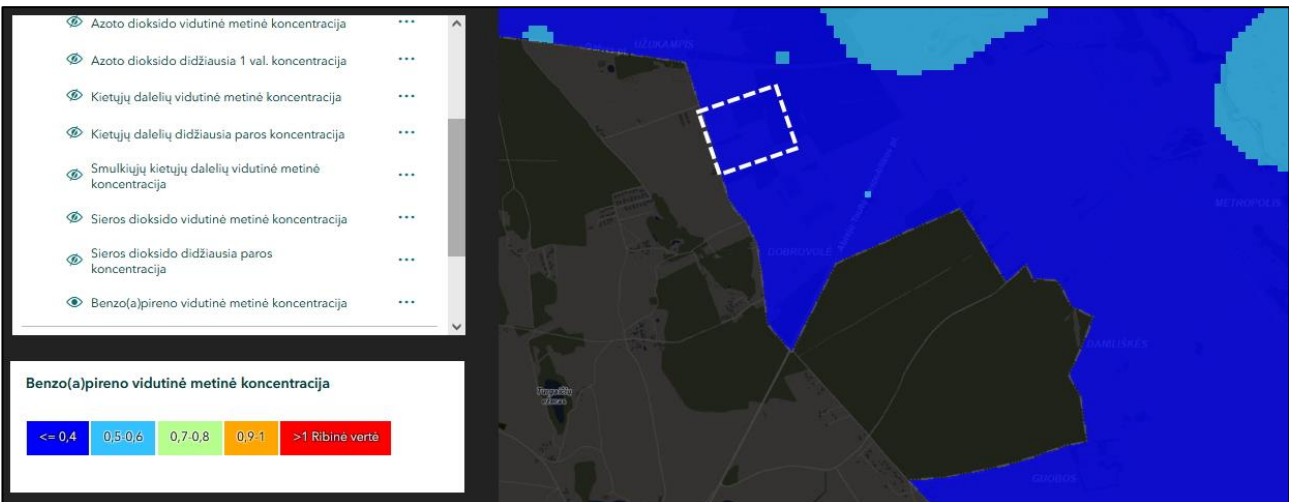 Azoto dioksido vidutinė metinė koncentracija
Azoto dioksido didžiausia 1 val. koncentracija
Kietųjų dalelių vidutinė metinė koncentracija
Kietųjų dalelių didžiausia paros koncentracija
Smulkiųjų kietųjų dalelių vidutinė metinė
koncentracija
Sieros dioksido vidutinė metinė koncentracija
Sieros dioksido didžiausia paros
koncentracija
Benzo(a)pireno vidutinė metinė koncentracija
Benzo(a)pireno vidutinė metinė koncentracija
<= 0,4 0,5-0,6 0,7-0,8 0,9-1 >1 Ribinė vertė
UŽUKAMPIS
DOBRUVOLĖ
METROPOLIS
DANILIŠKĖS
GUOBOS